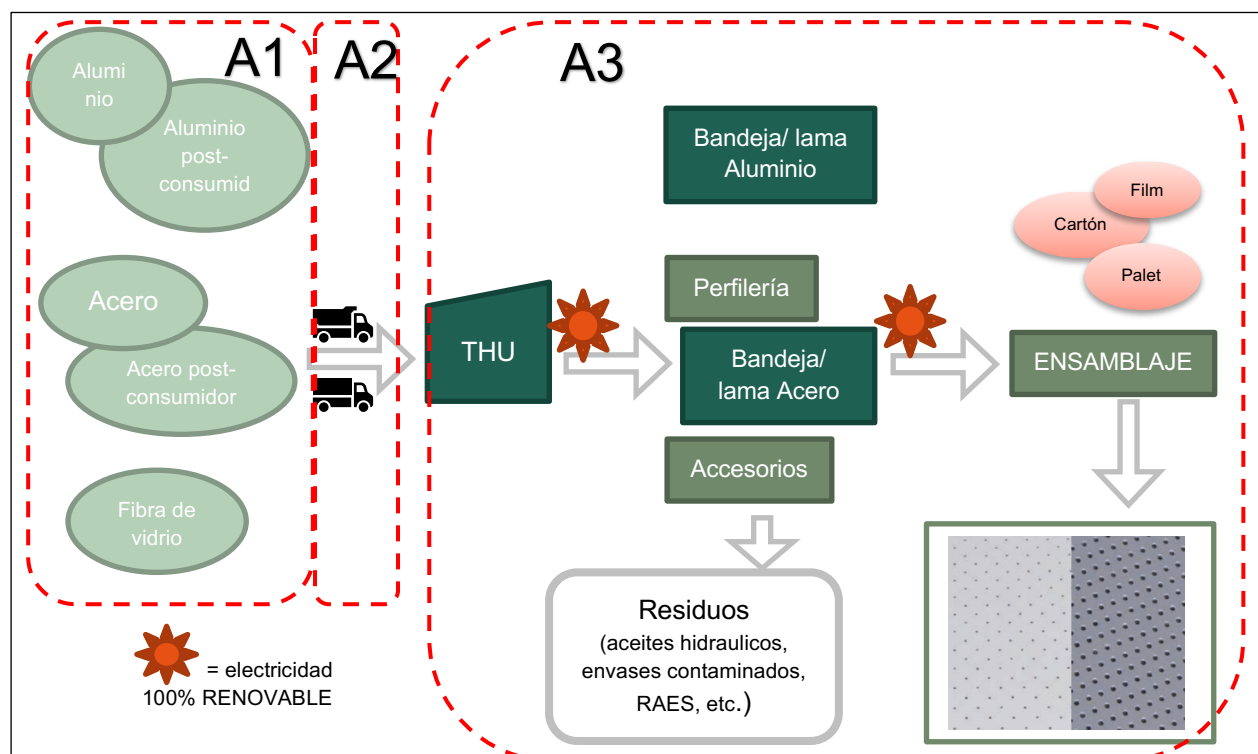 A1
A2
A3
Alumi
nio
Aluminio
post-
consumid
Acero
Acero post-
consumidor
Fibra de
vidrio
= electricidad
100% RENOVABLE
THU
Bandeja/ lama
Aluminio
Perfilería
Bandeja/
lama Acero
Accesorios
Residuos
(aceites hidraulicos,
envases contaminados,
RAES, etc.)
Film
Cartón
Palet
ENSAMBLAJE